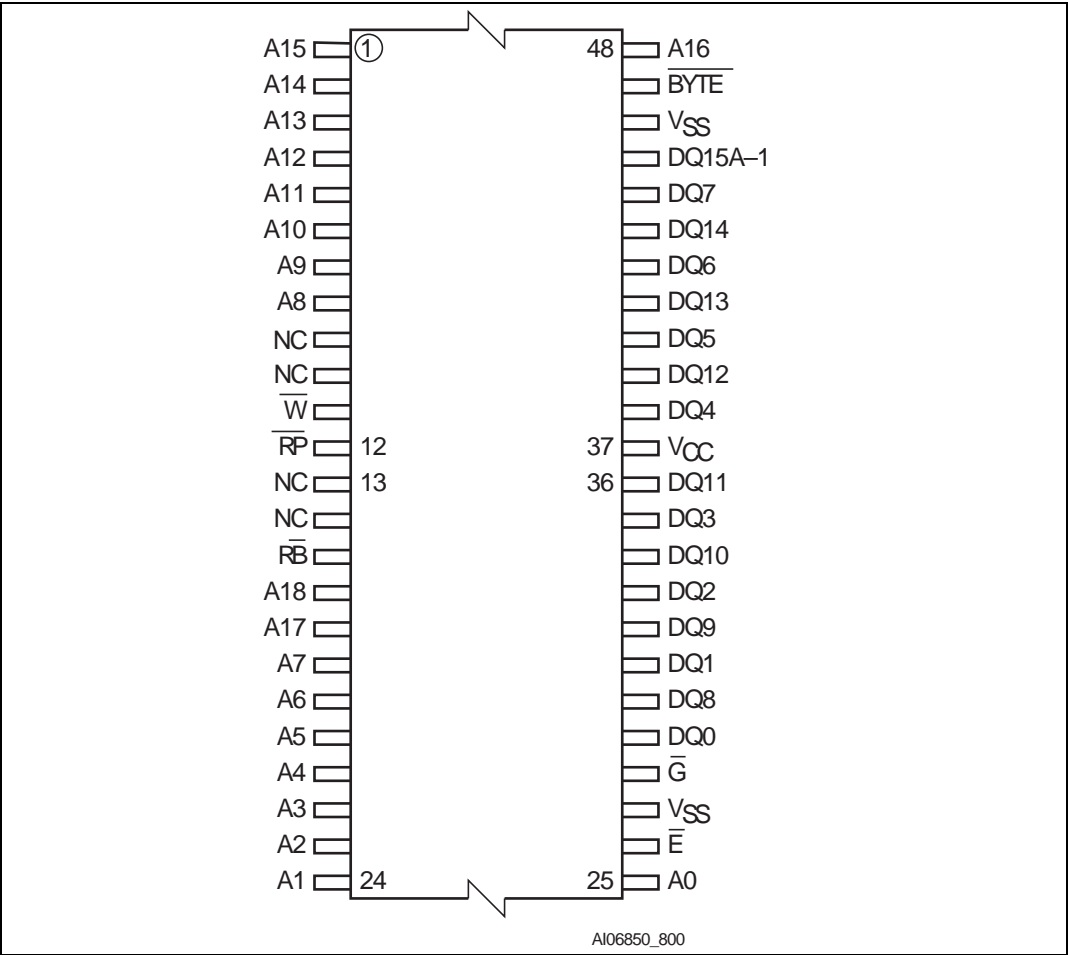 A15 1 48 A16
A14 B̅Y̅T̅E̅
A13 VSS
A12 DQ15A–1
A11 DQ7
A10 DQ14
A9 DQ6
A8 DQ13
NC DQ5
NC DQ12
W̅ DQ4
R̅P̅ 12 37 VCC
NC 13 36 DQ11
NC DQ3
RB̅ DQ10
A18 DQ2
A17 DQ9
A7 DQ1
A6 DQ8
A5 DQ0
A4 G̅
A3 VSS
A2 E̅
A1 24 25 A0
AI06850_800